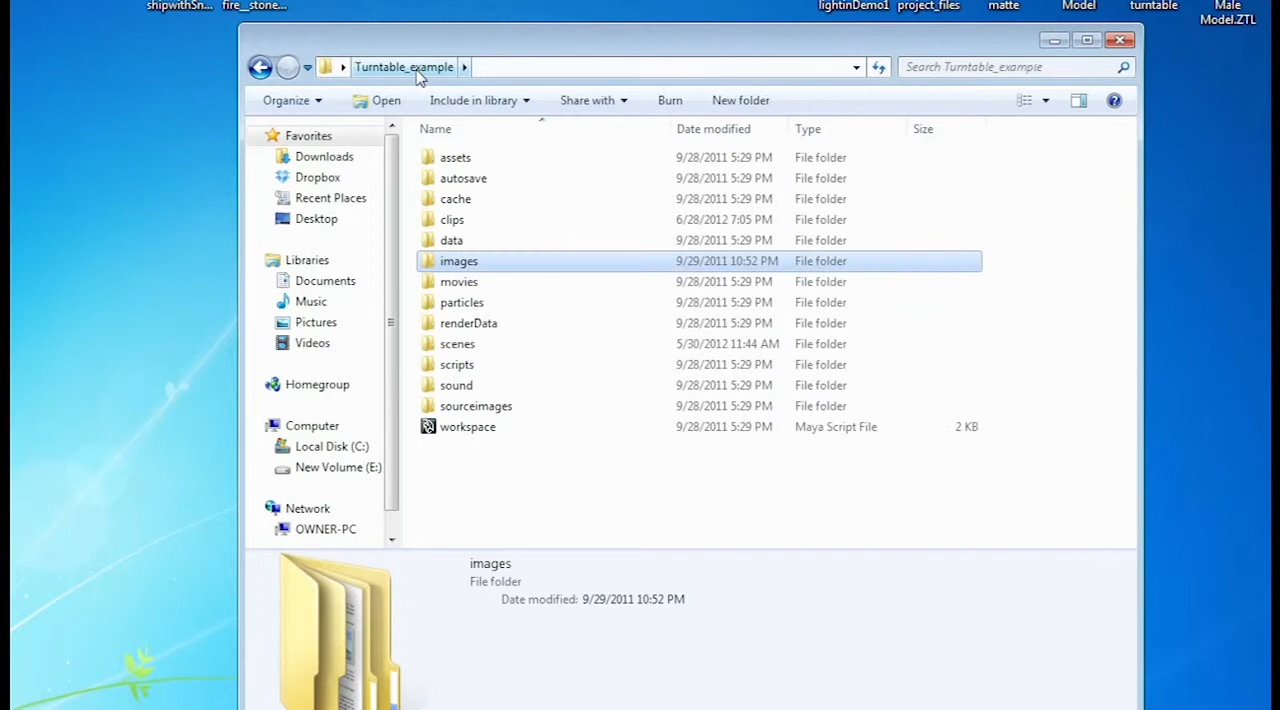 shipwithSn... fire__stone... lightinDemo1 project_files matte Model turntable Male
Model.ZTL
Turntable_example Search Turntable_example
Organize Open Include in library Share with Burn New folder
Favorites
Downloads
Dropbox
Recent Places
Desktop
Libraries
Documents
Music
Pictures
Videos
Homegroup
Computer
Local Disk (C:)
New Volume (E:)
Network
OWNER-PC
Name Date modified Type Size
assets 9/28/2011 5:29 PM File folder
autosave 9/28/2011 5:29 PM File folder
cache 9/28/2011 5:29 PM File folder
clips 6/28/2012 7:05 PM File folder
data 9/28/2011 5:29 PM File folder
images 9/29/2011 10:52 PM File folder
movies 9/28/2011 5:29 PM File folder
particles 9/28/2011 5:29 PM File folder
renderData 9/28/2011 5:29 PM File folder
scenes 5/30/2012 11:44 AM File folder
scripts 9/28/2011 5:29 PM File folder
sound 9/28/2011 5:29 PM File folder
sourceimages 9/28/2011 5:29 PM File folder
workspace 9/28/2011 5:29 PM Maya Script File 2 KB
images
File folder
Date modified: 9/29/2011 10:52 PM